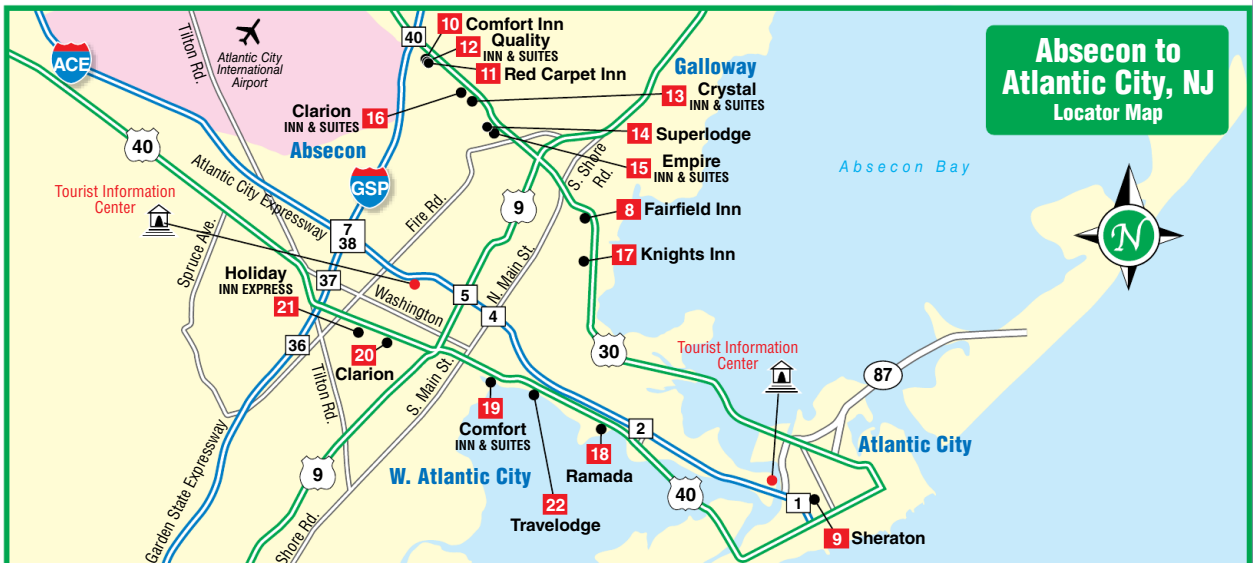 Absecon to
Atlantic City, NJ
Locator Map
Tilton Rd.
Atlantic City
International
Airport
ACE
40
10 Comfort Inn
12 Quality
INN & SUITES
11 Red Carpet Inn
Galloway
13 Crystal
INN & SUITES
Clarion
INN & SUITES 16
14 Superlodge
Absecon
15 Empire
INN & SUITES
40
GSP
Atlantic City Expressway
Fire Rd.
S. Shore
Rd.
Absecon Bay
Tourist Information
Center
9
8 Fairfield Inn
N
7
38
Spruce Ave.
17 Knights Inn
N. Main St.
Holiday
INN EXPRESS
21
37
Washington
5
4
36
20
Clarion
30
Tourist Information
Center
87
Tilton Rd.
S. Main St.
19
Comfort
INN & SUITES
2
18
Ramada
Atlantic City
W. Atlantic City
9
22
Travelodge
40
1
9 Sheraton
Garden State Expressway
Shore Rd.